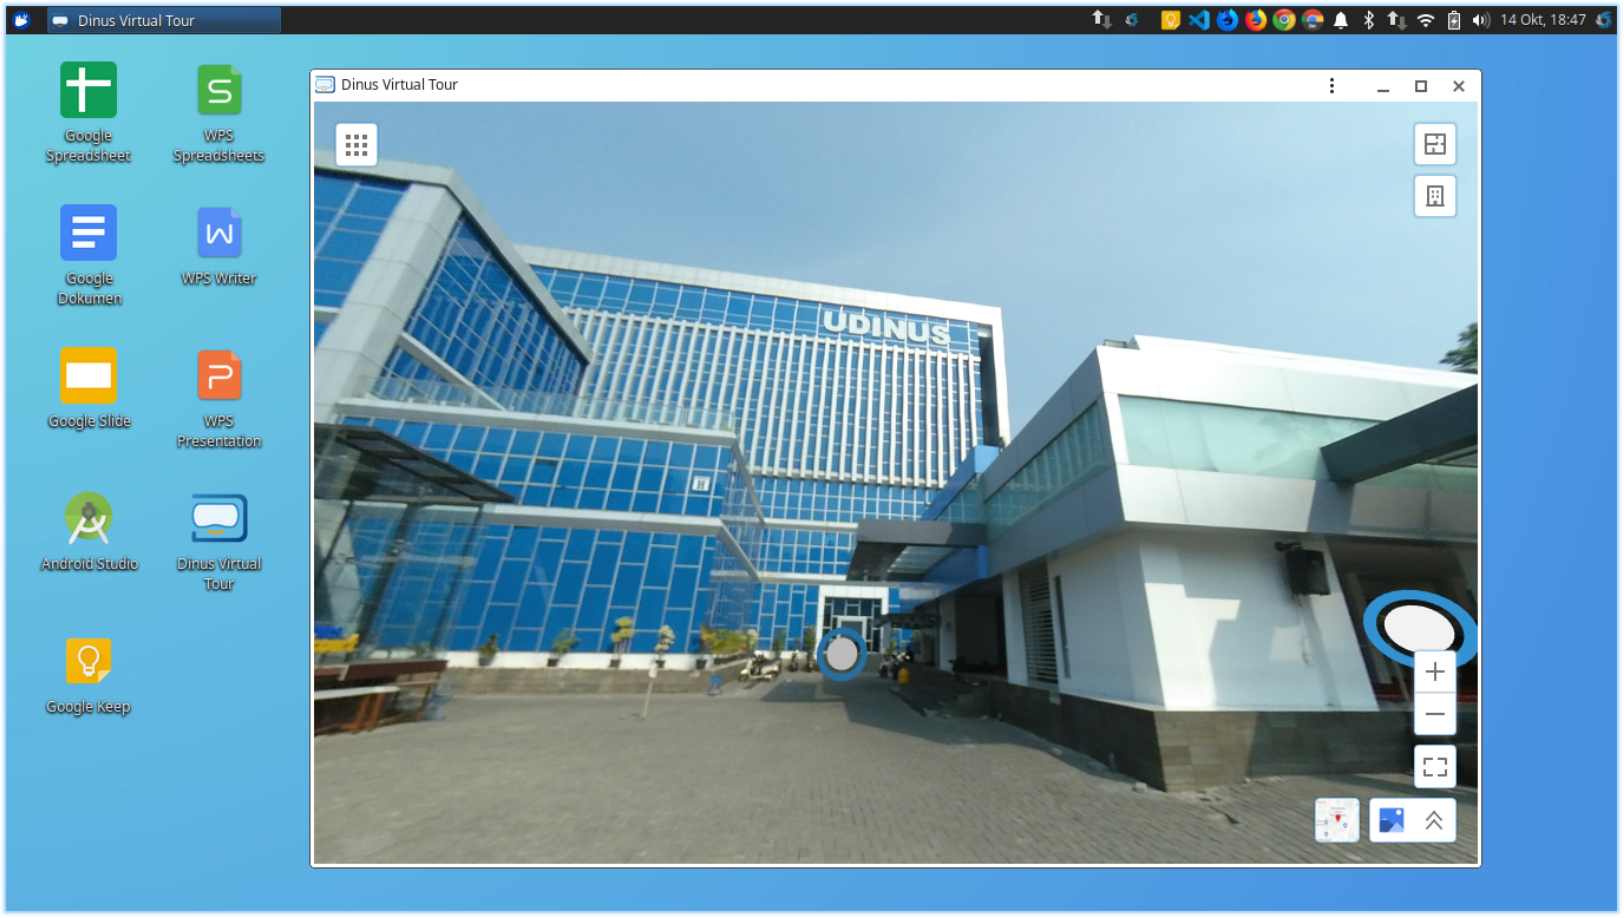 Dinus Virtual Tour
14 Okt, 18:47
Google
Spreadsheet
WPS
Spreadsheets
Google
Dokumen
WPS Writer
Google Slide
WPS
Presentation
Android Studio
Dinus Virtual
Tour
Google Keep
Dinus Virtual Tour
UDINUS
H